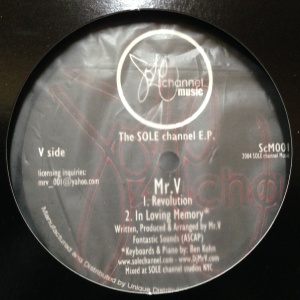 SOLE channel
music
The SOLE channel E.P.
V side
ScM001
2004 SOLE channel Music
licensing inquiries:
mrv_001@yahoo.com
Mr.V
1. Revolution
2. In Loving Memory*
Written, Produced & Arranged by Mr.V
Fantastic Sounds (ASCAP)
*Keyboards & Piano by: Ben Kohn
www.solechannel.com - www.DjMrV.com
Mixed at SOLE channel studios NYC
Manufactured and Distributed by Unique Distribution